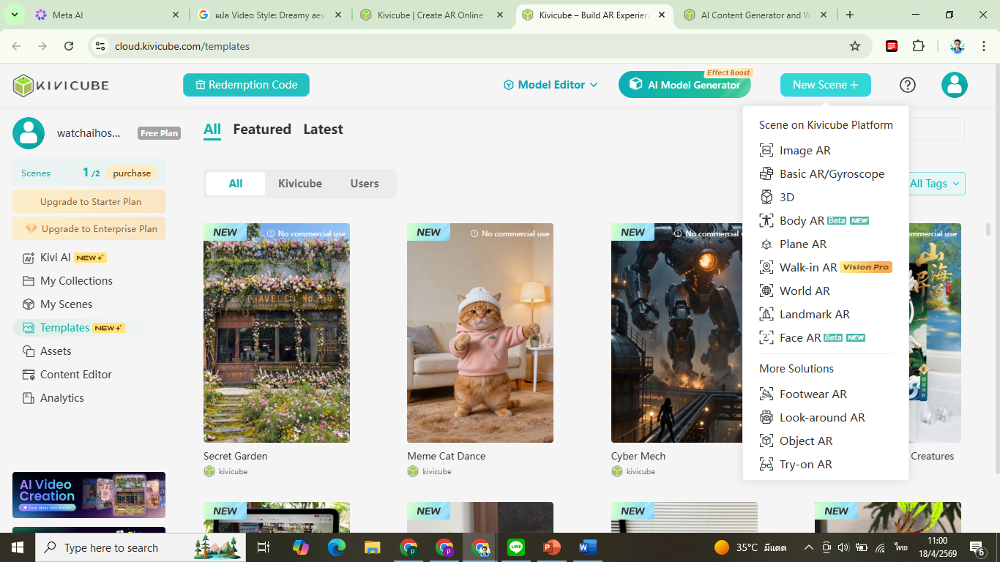 Meta AI
แปล Video Style: Dreamy aes
Kivicube | Create AR Online -
Kivicube – Build AR Experien
AI Content Generator and W
cloud.kivicube.com/templates
KIVICUBE
Redemption Code
Model Editor
Effect Boost
AI Model Generator
New Scene +
watchaihos...
Free Plan
All Featured Latest
Scenes 1 /2 purchase
Upgrade to Starter Plan
Upgrade to Enterprise Plan
Kivi AI NEW
My Collections
My Scenes
Templates NEW
Assets
Content Editor
Analytics
AI Video
Creation
Turn Ideas into Motion
All Kivicube Users
All Tags
NEW No commercial use
NEW No commercial use
NEW No commercial use
mmercial use
山海
Secret Garden
kivicube
Meme Cat Dance
kivicube
Cyber Mech
kivicube
Creatures
NEW
NEW
NEW
NEW
Scene on Kivicube Platform
Image AR
Basic AR/Gyroscope
3D
Body AR Beta NEW
Plane AR
Walk-in AR Vision Pro
World AR
Landmark AR
Face AR Beta NEW
More Solutions
Footwear AR
Look-around AR
Object AR
Try-on AR
Type here to search
35°C มีแดด
ไทย
11:00
18/4/2569
6